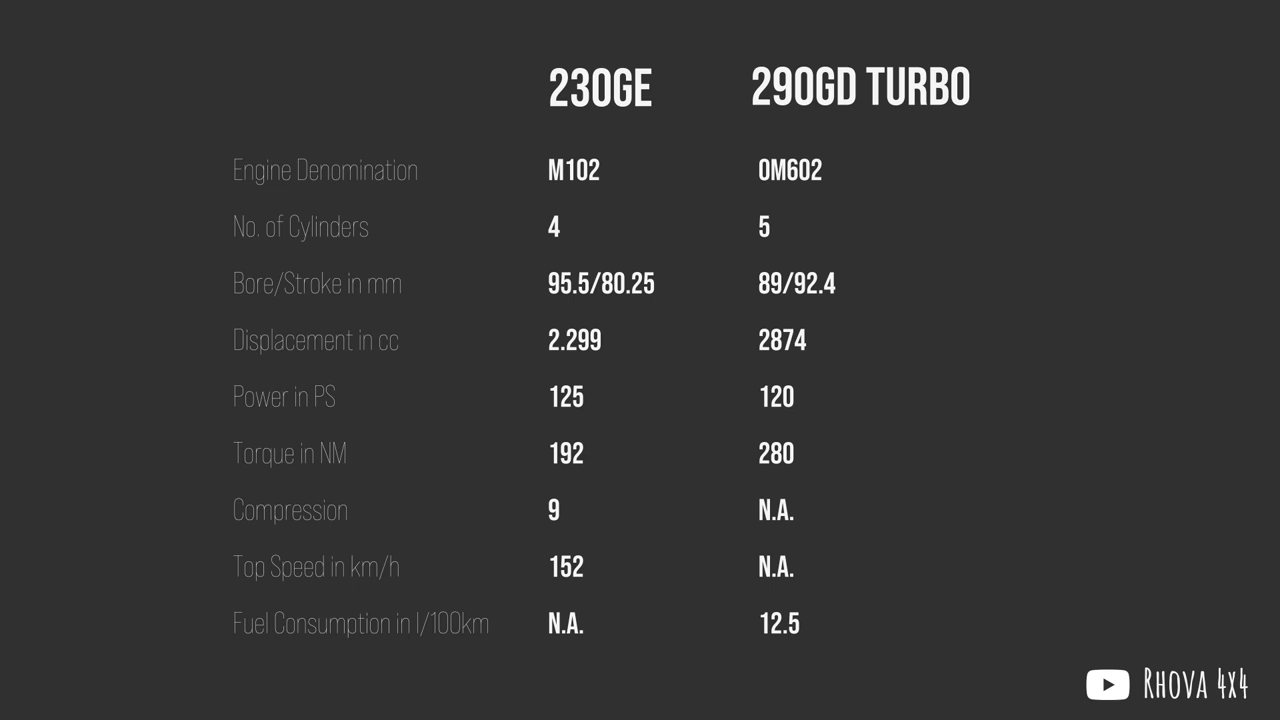 230GE 290GD TURBO
Engine Denomination M102 OM602
No. of Cylinders 4 5
Bore/Stroke in mm 95.5/80.25 89/92.4
Displacement in cc 2.299 2874
Power in PS 125 120
Torque in NM 192 280
Compression 9 N.A.
Top Speed in km/h 152 N.A.
Fuel Consumption in l/100km N.A. 12.5
RHOVA 4x4